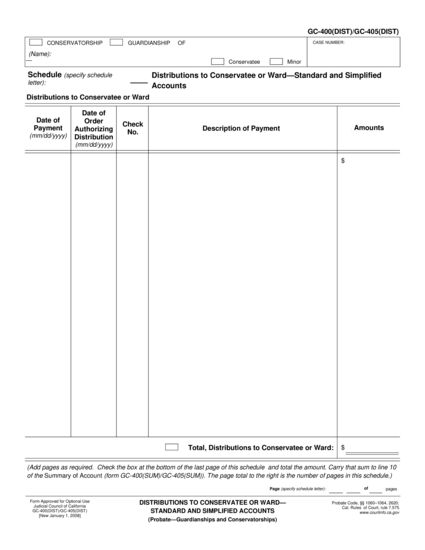 GC-400(DIST)/GC-405(DIST)
CONSERVATORSHIP GUARDIANSHIP OF
CASE NUMBER:
(Name):
Conservatee Minor
Schedule (specify schedule letter): ____ Distributions to Conservatee or Ward—Standard and Simplified Accounts
Distributions to Conservatee or Ward
Date of Payment (mm/dd/yyyy)
Date of Order Authorizing Distribution (mm/dd/yyyy)
Check No.
Description of Payment
Amounts
$
Total, Distributions to Conservatee or Ward: $
(Add pages as required. Check the box at the bottom of the last page of this schedule and total the amount. Carry that sum to line 10
of the Summary of Account (form GC-400(SUM)/GC-405(SUM)). The page total to the right is the number of pages in this schedule.)
Page (specify schedule letter): ____ ____ of ____ pages
Form Approved for Optional Use
Judicial Council of California
GC-400(DIST)/GC-405(DIST)
[New January 1, 2008]
DISTRIBUTIONS TO CONSERVATEE OR WARD—
STANDARD AND SIMPLIFIED ACCOUNTS
(Probate—Guardianships and Conservatorships)
Probate Code, §§ 1060–1064, 2620;
Cal. Rules of Court, rule 7.575
www.courtinfo.ca.gov